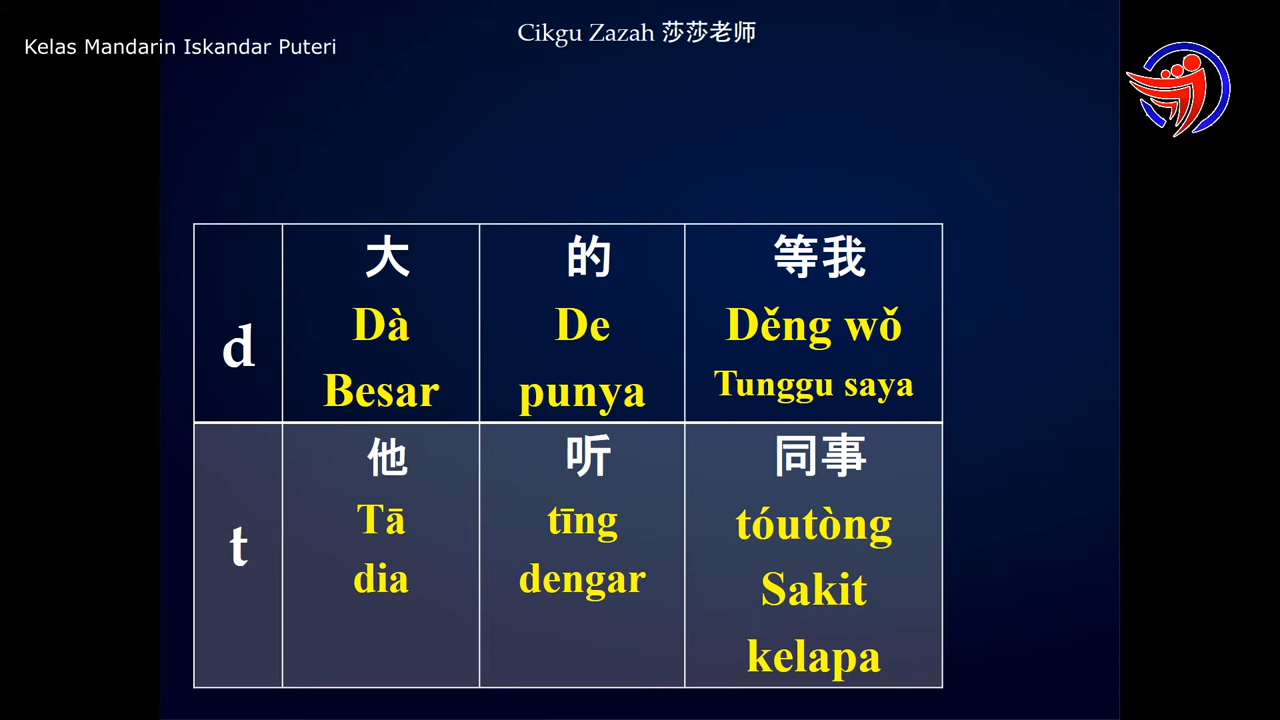 Cikgu Zazah 莎莎老师
Kelas Mandarin Iskandar Puteri
d
大
Dà
Besar
的
De
punya
等我
Děng wǒ
Tunggu saya
t
他
Tā
dia
听
tīng
dengar
同事
tóutòng
Sakit
kelapa